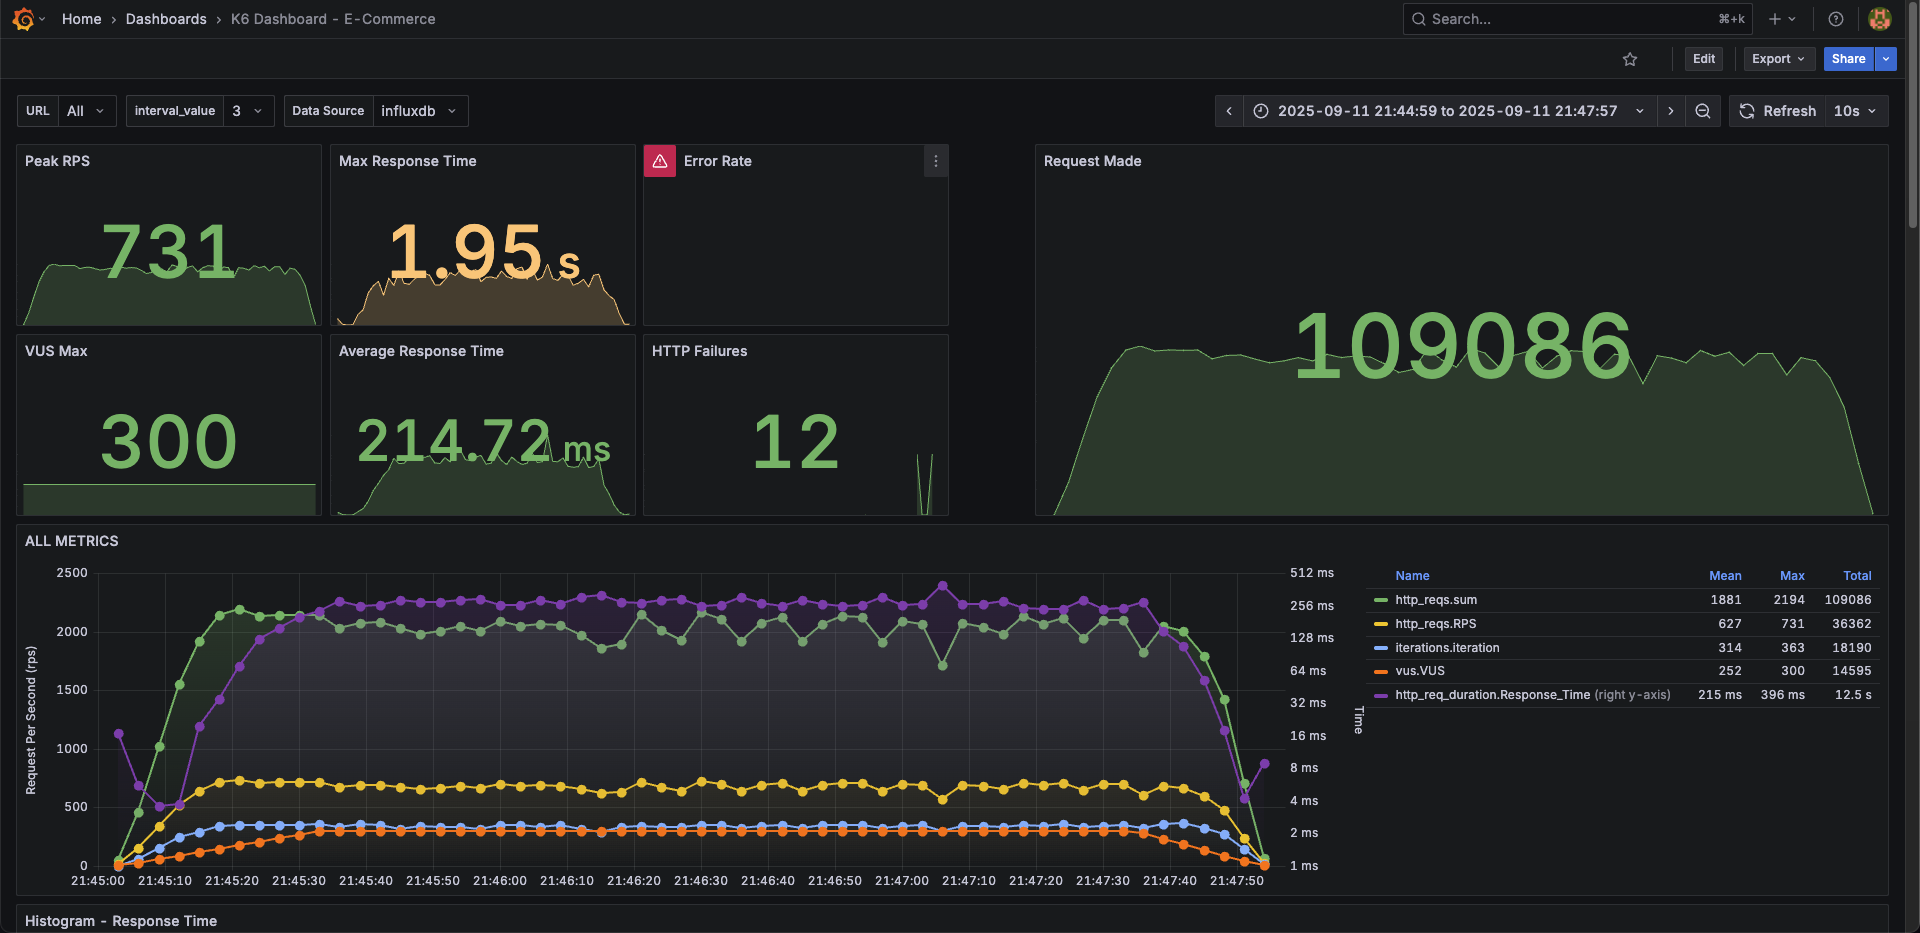 Home › Dashboards › K6 Dashboard - E-Commerce
Search... ⌘+k
Edit Export Share
URL All interval_value 3 Data Source influxdb
2025-09-11 21:44:59 to 2025-09-11 21:47:57 Refresh 10s
Peak RPS
731
Max Response Time
1.95 s
Error Rate
Request Made
109086
VUS Max
300
Average Response Time
214.72 ms
HTTP Failures
12
ALL METRICS
Request Per Second (rps)
2500
2000
1500
1000
500
0
21:45:00 21:45:10 21:45:20 21:45:30 21:45:40 21:45:50 21:46:00 21:46:10 21:46:20 21:46:30 21:46:40 21:46:50 21:47:00 21:47:10 21:47:20 21:47:30 21:47:40 21:47:50
512 ms
256 ms
128 ms
64 ms
32 ms
16 ms
8 ms
4 ms
2 ms
1 ms
Time
Name Mean Max Total
http_reqs.sum 1881 2194 109086
http_reqs.RPS 627 731 36362
iterations.iteration 314 363 18190
vus.VUS 252 300 14595
http_req_duration.Response_Time (right y-axis) 215 ms 396 ms 12.5 s
Histogram - Response Time